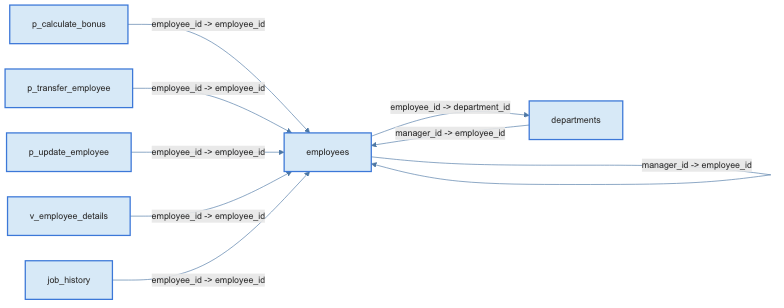 p_calculate_bonus
employee_id -> employee_id
p_transfer_employee
employee_id -> employee_id
employee_id -> department_id
departments
manager_id -> employee_id
p_update_employee
employee_id -> employee_id
employees
manager_id -> employee_id
v_employee_details
employee_id -> employee_id
job_history
employee_id -> employee_id